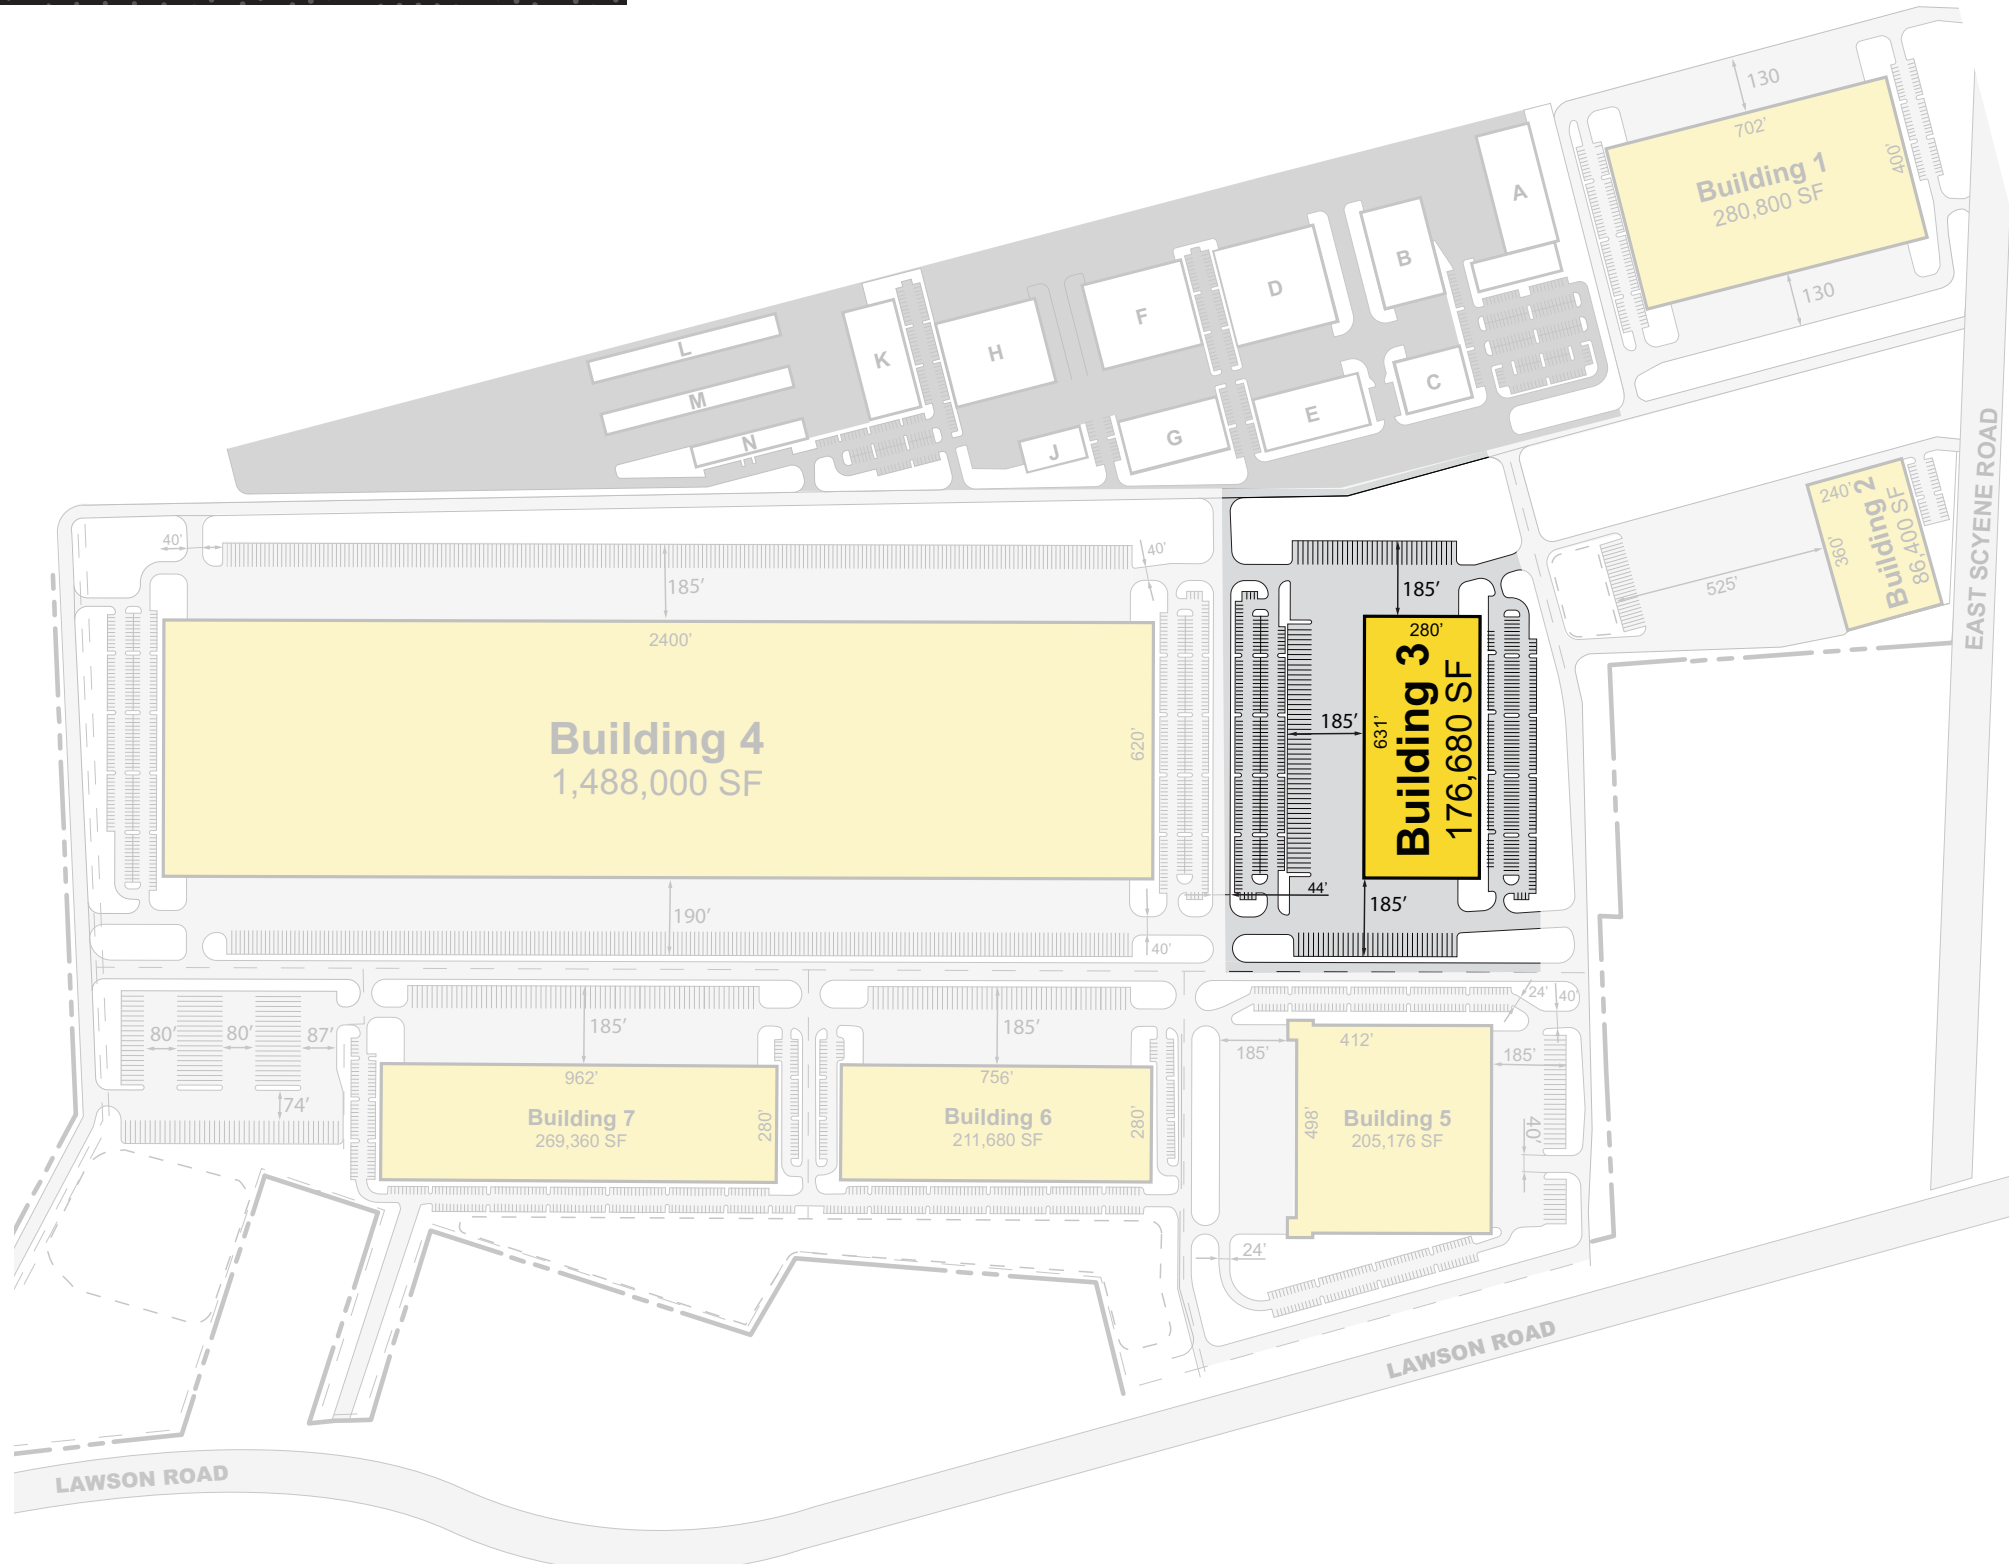 130
702'
400'
Building 1
280,800 SF
130
A
B
D
F
H
K
L
M
N
J
G
E
C
EAST SCYENE ROAD
240'
360'
Building 2
86,400 SF
525'
40'
185'
40'
2400'
Building 4
1,488,000 SF
620'
190'
40'
185'
280'
631'
Building 3
176,680 SF
185'
44'
185'
80'
80'
87'
74'
185'
962'
Building 7
269,360 SF
280'
185'
756'
Building 6
211,680 SF
280'
24'
40'
185'
412'
185'
498'
Building 5
205,176 SF
40'
24'
LAWSON ROAD
LAWSON ROAD